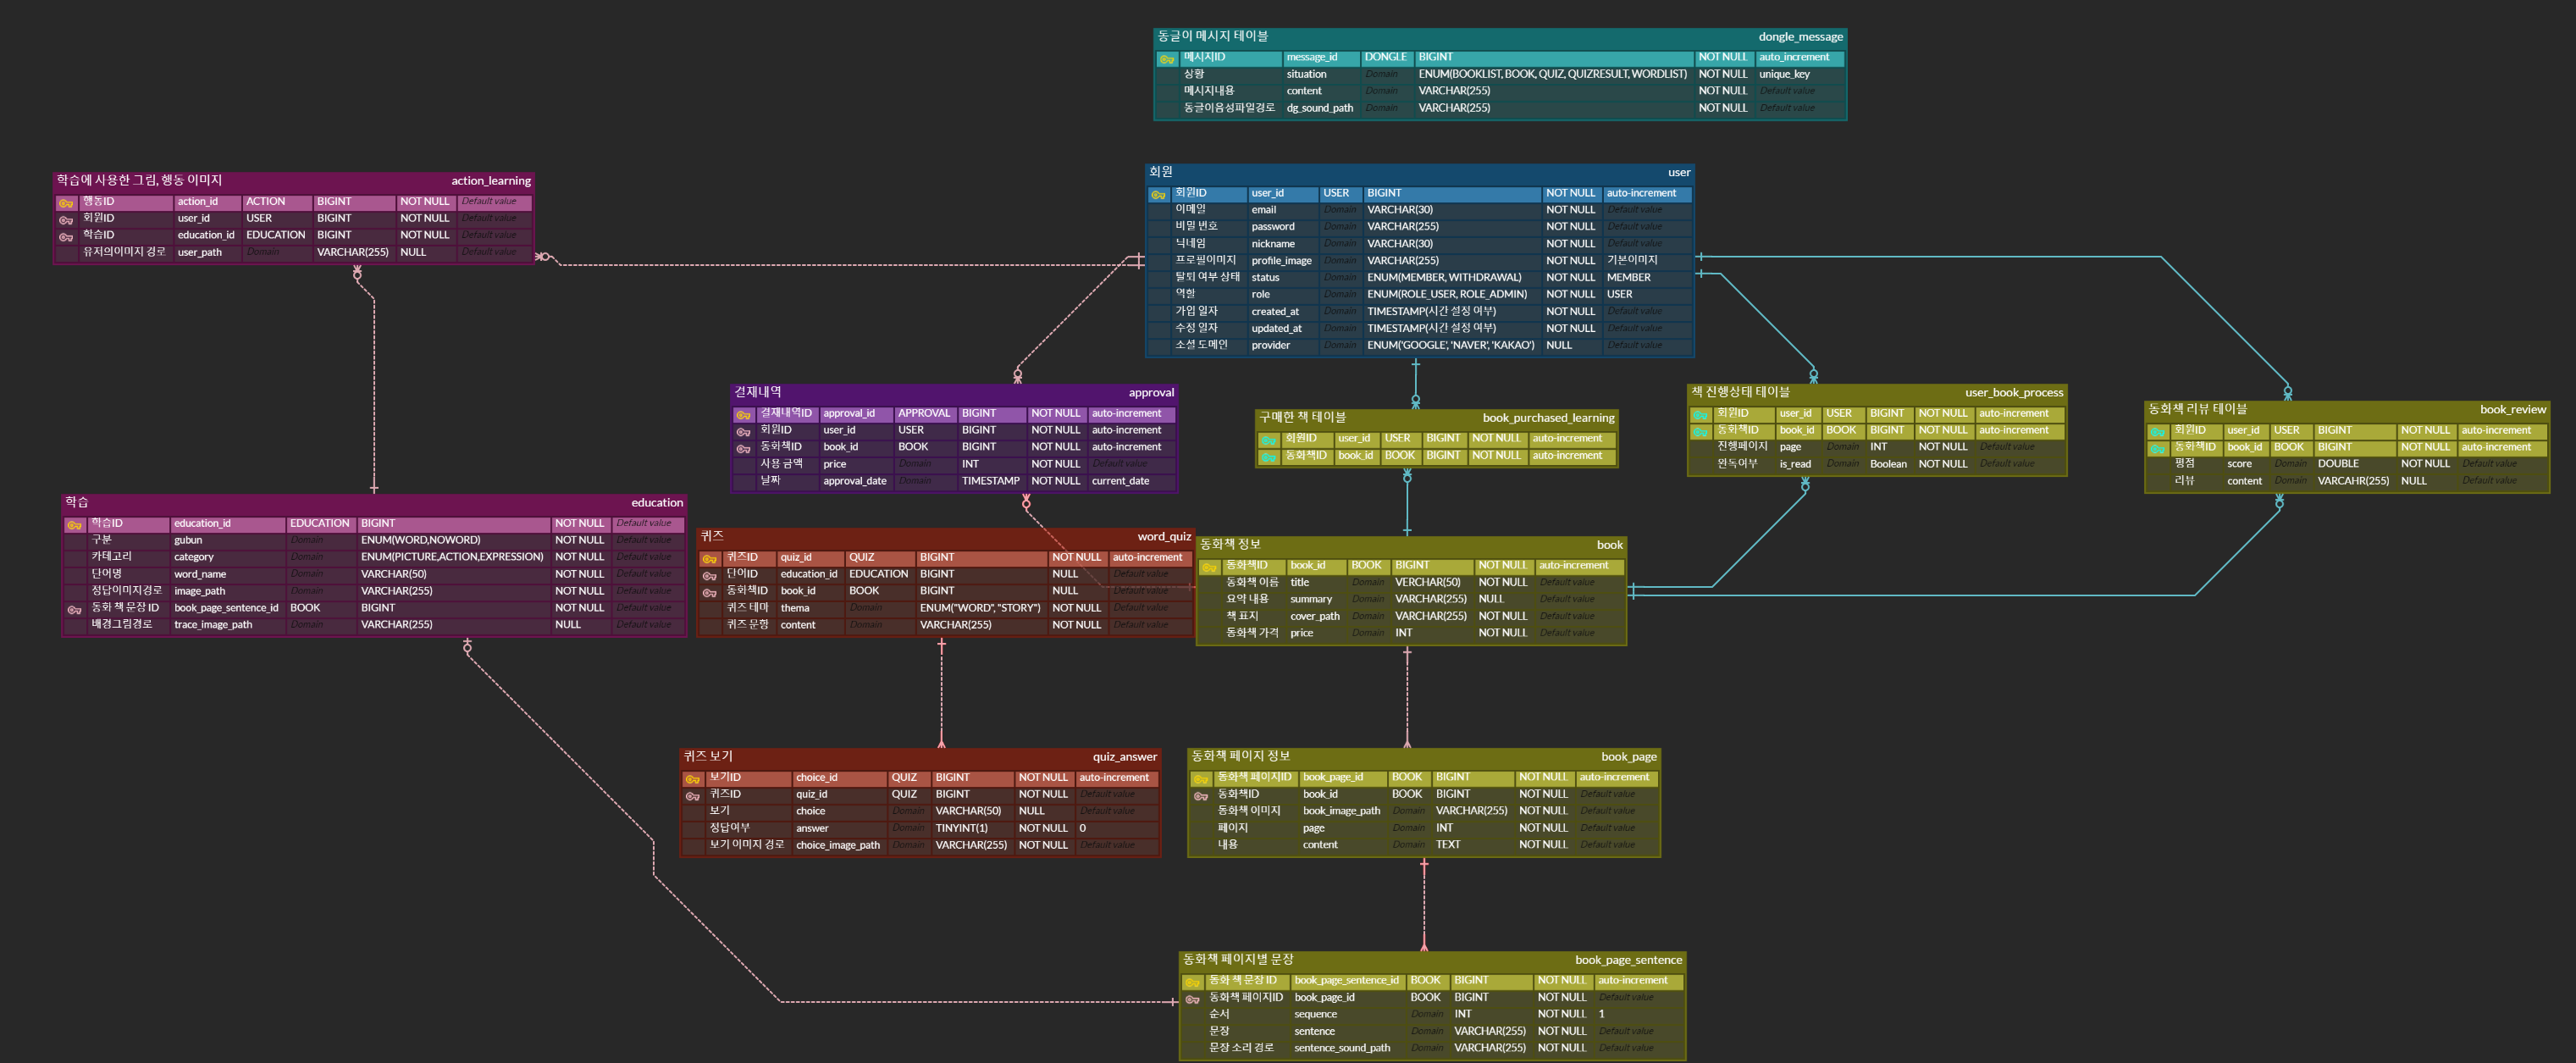 동글이 메시지 테이블 dongle_message
메시지ID message_id DONGLE BIGINT NOT NULL auto_increment
상황 situation Domain ENUM(BOOKLIST, BOOK, QUIZ, QUIZRESULT, WORDLIST) NOT NULL unique_key
메시지내용 content Domain VARCHAR(255) NOT NULL Default value
동글이음성파일경로 dg_sound_path Domain VARCHAR(255) NOT NULL Default value
학습에 사용한 그림, 행동 이미지 action_learning
행동ID action_id ACTION BIGINT NOT NULL Default value
회원ID user_id USER BIGINT NOT NULL Default value
학습ID education_id EDUCATION BIGINT NOT NULL Default value
유저의이미지 경로 user_path Domain VARCHAR(255) NULL Default value
회원 user
회원ID user_id USER BIGINT NOT NULL auto-increment
이메일 email Domain VARCHAR(30) NOT NULL Default value
비밀 번호 password Domain VARCHAR(255) NOT NULL Default value
닉네임 nickname Domain VARCHAR(30) NOT NULL Default value
프로필이미지 profile_image Domain VARCHAR(255) NOT NULL 기본이미지
탈퇴 여부 상태 status Domain ENUM(MEMBER, WITHDRAWAL) NOT NULL MEMBER
역할 role Domain ENUM(ROLE_USER, ROLE_ADMIN) NOT NULL USER
가입 일자 created_at Domain TIMESTAMP(시간 설정 여부) NOT NULL Default value
수정 일자 updated_at Domain TIMESTAMP(시간 설정 여부) NOT NULL Default value
소셜 도메인 provider Domain ENUM('GOOGLE', 'NAVER', 'KAKAO') NULL Default value
결재내역 approval
결재내역ID approval_id APPROVAL BIGINT NOT NULL auto-increment
회원ID user_id USER BIGINT NOT NULL auto-increment
동화책ID book_id BOOK BIGINT NOT NULL auto-increment
사용 금액 price Domain INT NOT NULL Default value
날짜 approval_date Domain TIMESTAMP NOT NULL current_date
구매한 책 테이블 book_purchased_learning
회원ID user_id USER BIGINT NOT NULL auto-increment
동화책ID book_id BOOK BIGINT NOT NULL auto-increment
책 진행상태 테이블 user_book_process
회원ID user_id USER BIGINT NOT NULL auto-increment
동화책ID book_id BOOK BIGINT NOT NULL auto-increment
진행페이지 page Domain INT NOT NULL Default value
완독여부 is_read Domain Boolean NOT NULL Default value
동화책 리뷰 테이블 book_review
회원ID user_id USER BIGINT NOT NULL auto-increment
동화책ID book_id BOOK BIGINT NOT NULL auto-increment
평점 score Domain DOUBLE NOT NULL Default value
리뷰 content Domain VARCAHR(255) NULL Default value
학습 education
학습ID education_id EDUCATION BIGINT NOT NULL Default value
구분 gubun Domain ENUM(WORD,NOWORD) NOT NULL Default value
카테고리 category Domain ENUM(PICTURE,ACTION,EXPRESSION) NOT NULL Default value
단어명 word_name Domain VARCHAR(50) NOT NULL Default value
정답이미지경로 image_path Domain VARCHAR(255) NOT NULL Default value
동화 책 문장 ID book_page_sentence_id BOOK BIGINT NOT NULL Default value
배경그림경로 trace_image_path Domain VARCHAR(255) NULL Default value
퀴즈 word_quiz
퀴즈ID quiz_id QUIZ BIGINT NOT NULL auto-increment
단어ID education_id EDUCATION BIGINT NULL Default value
동화책ID book_id BOOK BIGINT NULL Default value
퀴즈 테마 thema Domain ENUM("WORD", "STORY") NOT NULL Default value
퀴즈 문항 content Domain VARCHAR(255) NOT NULL Default value
동화책 정보 book
동화책ID book_id BOOK BIGINT NOT NULL auto-increment
동화책 이름 title Domain VERCHAR(50) NOT NULL Default value
요약 내용 summary Domain VARCHAR(255) NULL Default value
책 표지 cover_path Domain VARCHAR(255) NOT NULL Default value
동화책 가격 price Domain INT NOT NULL Default value
퀴즈 보기 quiz_answer
보기ID choice_id QUIZ BIGINT NOT NULL auto-increment
퀴즈ID quiz_id QUIZ BIGINT NOT NULL Default value
보기 choice Domain VARCHAR(50) NULL Default value
정답여부 answer Domain TINYINT(1) NOT NULL 0
보기 이미지 경로 choice_image_path Domain VARCHAR(255) NOT NULL Default value
동화책 페이지 정보 book_page
동화책 페이지ID book_page_id BOOK BIGINT NOT NULL auto-increment
동화책ID book_id BOOK BIGINT NOT NULL Default value
동화책 이미지 book_image_path Domain VARCHAR(255) NOT NULL Default value
페이지 page Domain INT NOT NULL Default value
내용 content Domain TEXT NOT NULL Default value
동화책 페이지별 문장 book_page_sentence
동화 책 문장 ID book_page_sentence_id BOOK BIGINT NOT NULL auto-increment
동화책 페이지ID book_page_id BOOK BIGINT NOT NULL Default value
순서 sequence Domain INT NOT NULL 1
문장 sentence Domain VARCHAR(255) NOT NULL Default value
문장 소리 경로 sentence_sound_path Domain VARCHAR(255) NOT NULL Default value